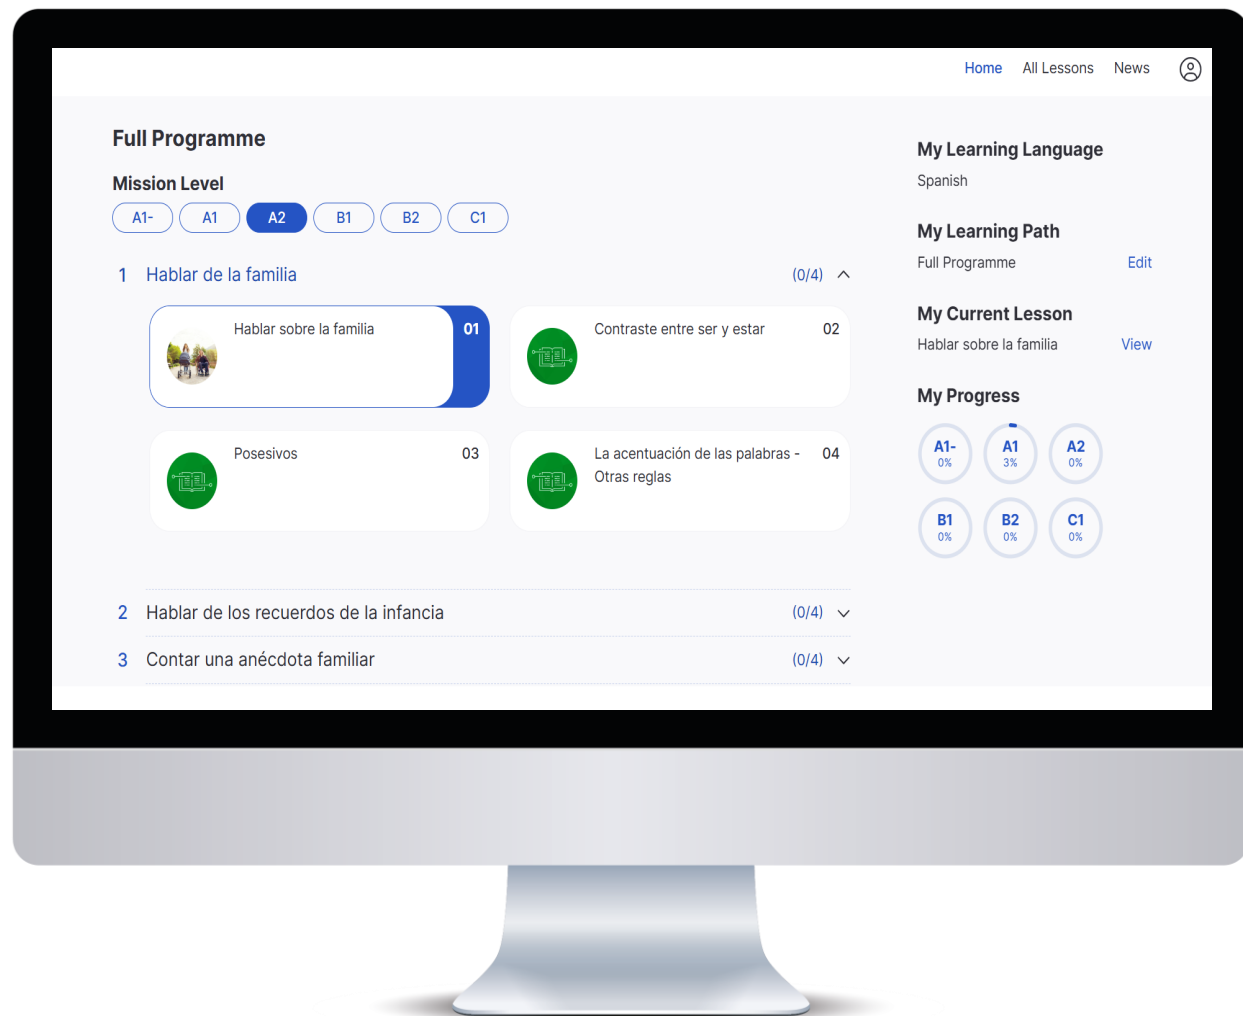 Home All Lessons News
Full Programme
Mission Level
A1- A1 A2 B1 B2 C1
1 Hablar de la familia (0/4)
Hablar sobre la familia 01
Contraste entre ser y estar 02
Posesivos 03
La acentuación de las palabras - 04
Otras reglas
2 Hablar de los recuerdos de la infancia (0/4)
3 Contar una anécdota familiar (0/4)
My Learning Language
Spanish
My Learning Path
Full Programme Edit
My Current Lesson
Hablar sobre la familia View
My Progress
A1- A1 A2
0% 3% 0%
B1 B2 C1
0% 0% 0%